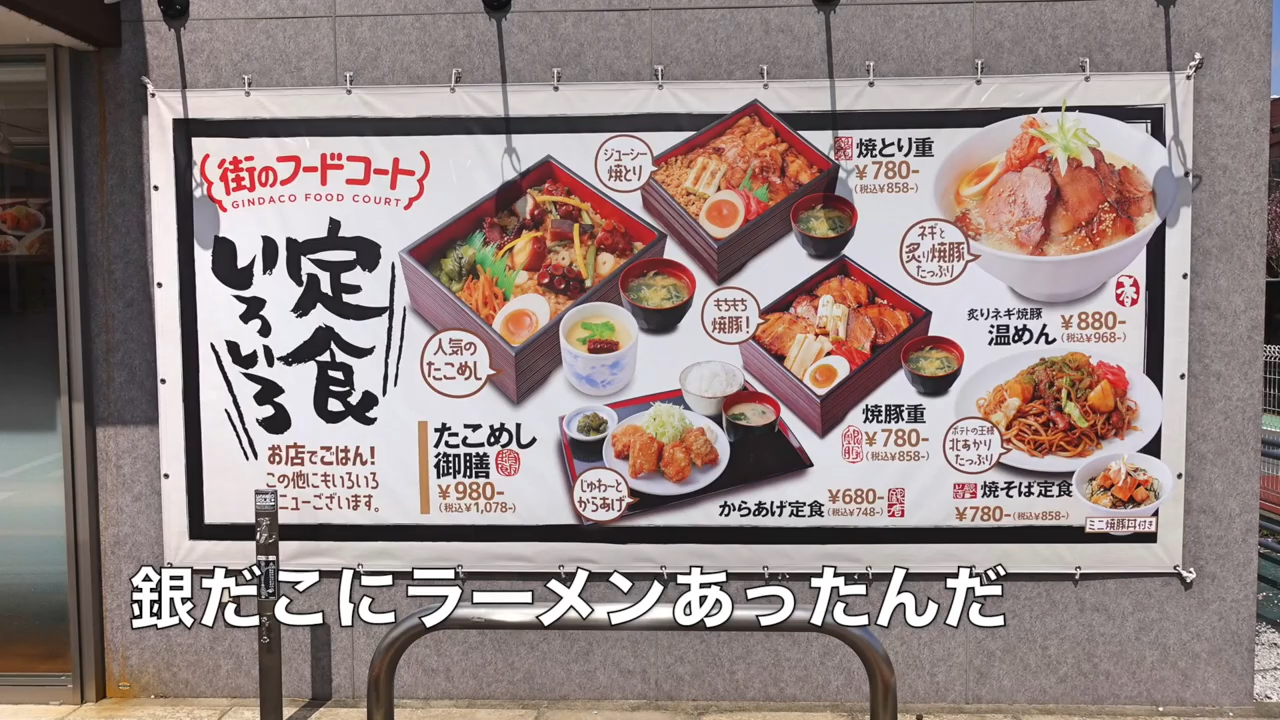 街のフードコート
GINDACO FOOD COURT
定食
いろいろ
お店でごはん!
この他にもいろいろ
ニューございます。
人気の
たこめし
たこめし
御膳
¥980-
(税込¥1,078-)
ジューシー
焼とり
焼とり重
¥780-
(税込¥858-)
もちもち
焼豚!
焼豚重
¥780-
(税込¥858-)
じゅわ〜と
からあげ
からあげ定食
¥680-
(税込¥748-)
ネギと
炙り焼豚
たっぷり
炙りネギ焼豚
温めん
¥880-
(税込¥968-)
ポテトの王様
北あかり
たっぷり
焼そば定食
¥780-(税込¥858-)
ミニ焼豚丼付き
銀だこにラーメンあったんだ